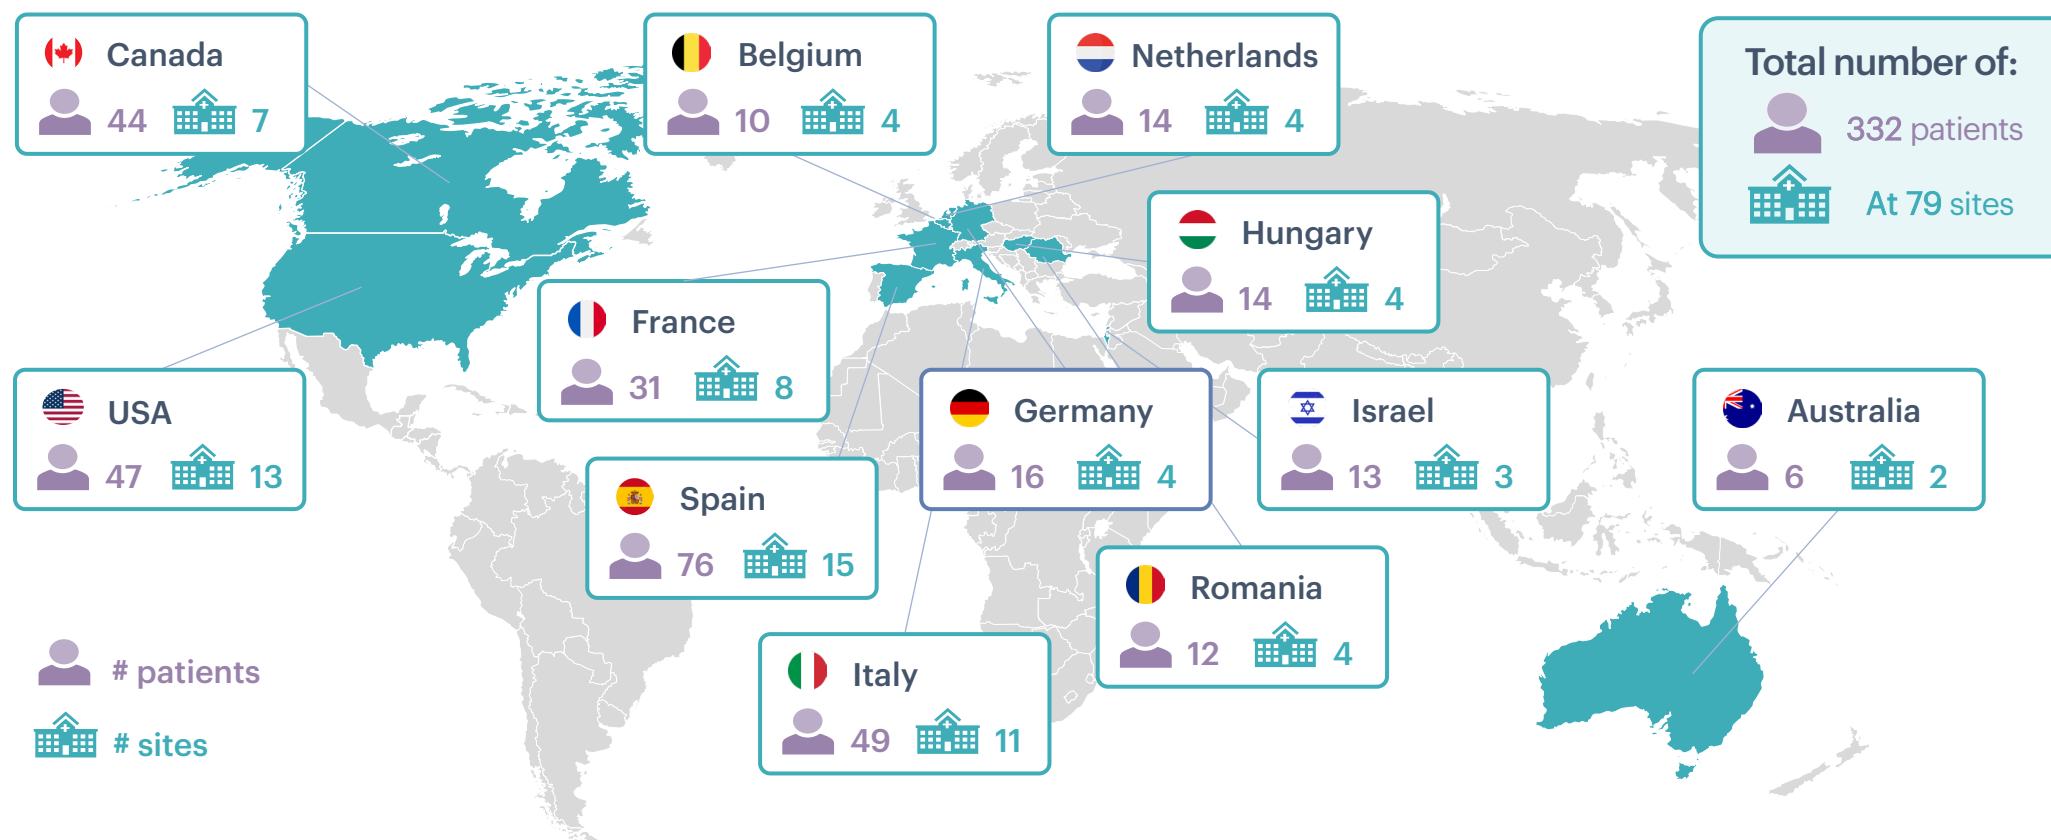 Canada
44 7
Belgium
10 4
Netherlands
14 4
Total number of:
332 patients
At 79 sites
Hungary
14 4
France
31 8
USA
47 13
Germany
16 4
Israel
13 3
Australia
6 2
Spain
76 15
Romania
12 4
Italy
49 11
# patients
# sites